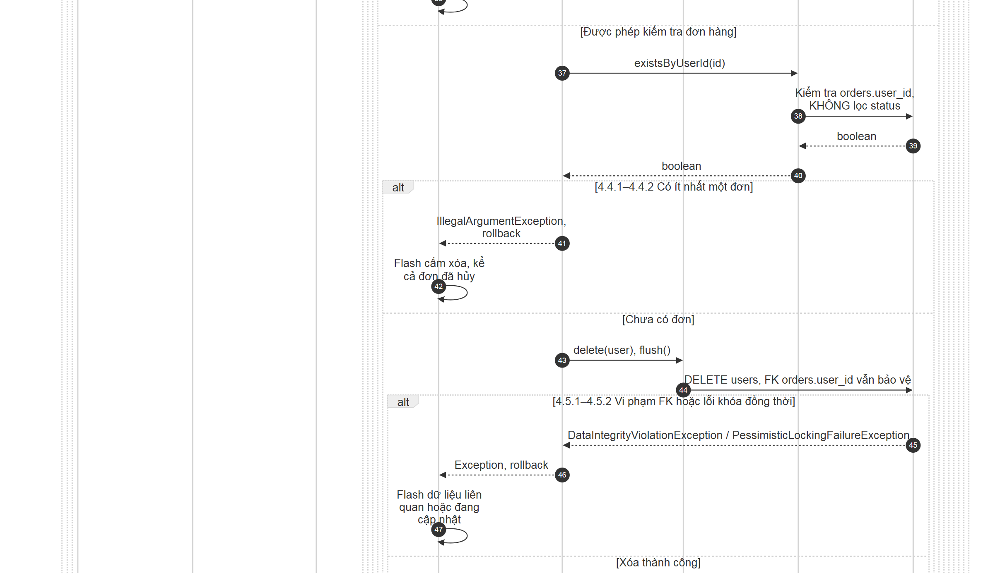 [Được phép kiểm tra đơn hàng]
existsByUserId(id)
37
Kiểm tra orders.user_id,
KHÔNG lọc status
38
boolean
39
boolean
40
alt
[4.4.1–4.4.2 Có ít nhất một đơn]
IllegalArgumentException,
rollback
41
Flash cấm xóa, kể
cả đơn đã hủy
42
[Chưa có đơn]
delete(user), flush()
43
DELETE users, FK orders.user_id vẫn bảo vệ
44
alt
[4.5.1–4.5.2 Vi phạm FK hoặc lỗi khóa đồng thời]
DataIntegrityViolationException / PessimisticLockingFailureException
45
Exception, rollback
46
Flash dữ liệu liên
quan hoặc đang
cập nhật
47
[Xóa thành công]